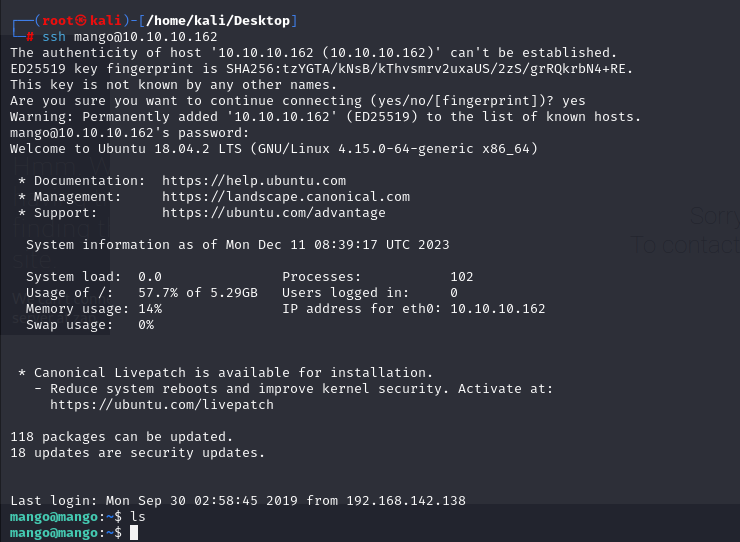 ┌──(root㉿kali)-[/home/kali/Desktop]
└─# ssh mango@10.10.10.162
The authenticity of host '10.10.10.162 (10.10.10.162)' can't be established.
ED25519 key fingerprint is SHA256:tzYGTA/kNsB/kThvsmrv2uxaUS/2zS/grRQkrbN4+RE.
This key is not known by any other names.
Are you sure you want to continue connecting (yes/no/[fingerprint])? yes
Warning: Permanently added '10.10.10.162' (ED25519) to the list of known hosts.
mango@10.10.10.162's password:
Welcome to Ubuntu 18.04.2 LTS (GNU/Linux 4.15.0-64-generic x86_64)
* Documentation:  https://help.ubuntu.com
* Management:     https://landscape.canonical.com
* Support:        https://ubuntu.com/advantage
System information as of Mon Dec 11 08:39:17 UTC 2023
System load:  0.0               Processes:            102
Usage of /:   57.7% of 5.29GB   Users logged in:      0
Memory usage: 14%               IP address for eth0: 10.10.10.162
Swap usage:   0%
* Canonical Livepatch is available for installation.
- Reduce system reboots and improve kernel security. Activate at:
https://ubuntu.com/livepatch
118 packages can be updated.
18 updates are security updates.
Last login: Mon Sep 30 02:58:45 2019 from 192.168.142.138
mango@mango:~$ ls
mango@mango:~$
Sorry
To contact